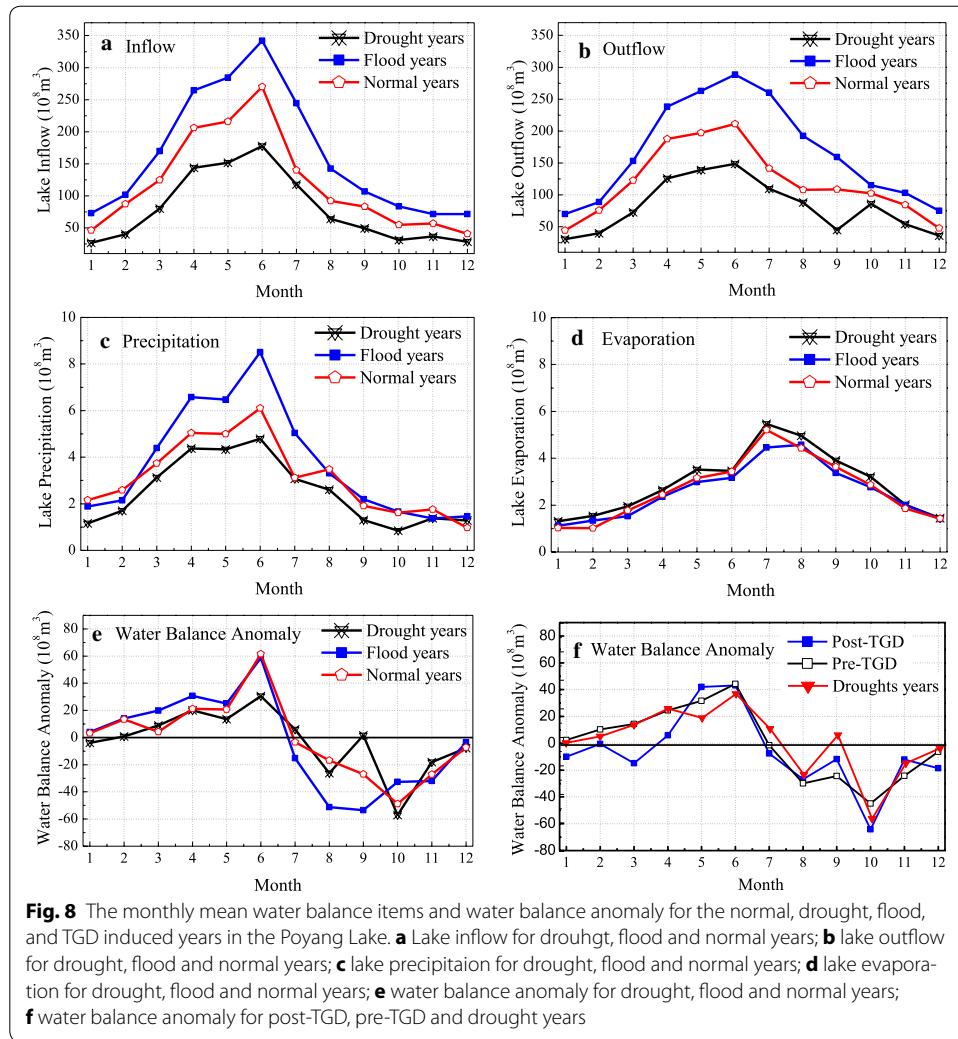 a Inflow
Drought years
Flood years
Normal years
Lake Inflow (10⁸m³)
350
300
250
200
150
100
50
1 2 3 4 5 6 7 8 9 10 11 12
Month
b Outflow
Drought years
Flood years
Normal years
Lake Outflow (10⁸m³)
350
300
250
200
150
100
50
1 2 3 4 5 6 7 8 9 10 11 12
Month
c Precipitation
Drought years
Flood years
Normal years
Lake Precipitation (10⁸m³)
10
8
6
4
2
0
1 2 3 4 5 6 7 8 9 10 11 12
Month
d Evaporation
Drought years
Flood years
Normal years
Lake Evaporation (10⁸m³)
10
8
6
4
2
0
1 2 3 4 5 6 7 8 9 10 11 12
Month
e Water Balance Anomaly
Drought years
Flood years
Normal years
Water Balance Anomaly (10⁸m³)
80
60
40
20
0
-20
-40
-60
-80
1 2 3 4 5 6 7 8 9 10 11 12
Month
f Water Balance Anomaly
Post-TGD
Pre-TGD
Droughts years
Water Balance Anomaly (10⁸m³)
80
60
40
20
0
-20
-40
-60
-80
1 2 3 4 5 6 7 8 9 10 11 12
Month
Fig. 8 The monthly mean water balance items and water balance anomaly for the normal, drought, flood,
and TGD induced years in the Poyang Lake. a Lake inflow for drouhgt, flood and normal years; b lake outflow
for drought, flood and normal years; c lake precipitaion for drought, flood and normal years; d lake evapora-
tion for drought, flood and normal years; e water balance anomaly for drought, flood and normal years;
f water balance anomaly for post-TGD, pre-TGD and drought years